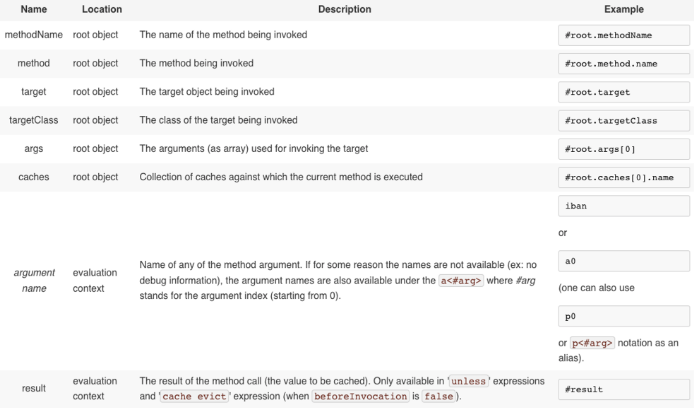 Name Location Description Example
methodName root object The name of the method being invoked #root.methodName
method root object The method being invoked #root.method.name
target root object The target object being invoked #root.target
targetClass root object The class of the target being invoked #root.targetClass
args root object The arguments (as array) used for invoking the target #root.args[0]
caches root object Collection of caches against which the current method is executed #root.caches[0].name
argument name
evaluation context
Name of any of the method argument. If for some reason the names are not available (ex: no
debug information), the argument names are also available under the a<#arg> where #arg
stands for the argument index (starting from 0).
iban
or
a0
(one can also use
p0
or p<#arg> notation as an
alias).
result
evaluation context
The result of the method call (the value to be cached). Only available in 'unless' expressions
and 'cache evict' expression (when beforeInvocation is false).
#result